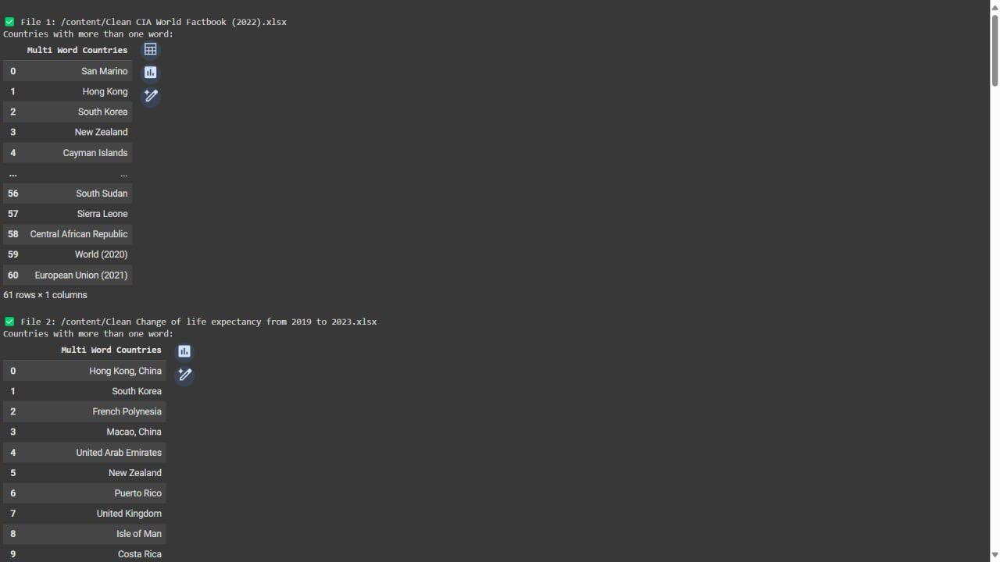 ✅ File 1: /content/Clean CIA World Factbook (2022).xlsx
Countries with more than one word:
Multi Word Countries
0 San Marino
1 Hong Kong
2 South Korea
3 New Zealand
4 Cayman Islands
... ...
56 South Sudan
57 Sierra Leone
58 Central African Republic
59 World (2020)
60 European Union (2021)
61 rows × 1 columns
✅ File 2: /content/Clean Change of life expectancy from 2019 to 2023.xlsx
Countries with more than one word:
Multi Word Countries
0 Hong Kong, China
1 South Korea
2 French Polynesia
3 Macao, China
4 United Arab Emirates
5 New Zealand
6 Puerto Rico
7 United Kingdom
8 Isle of Man
9 Costa Rica